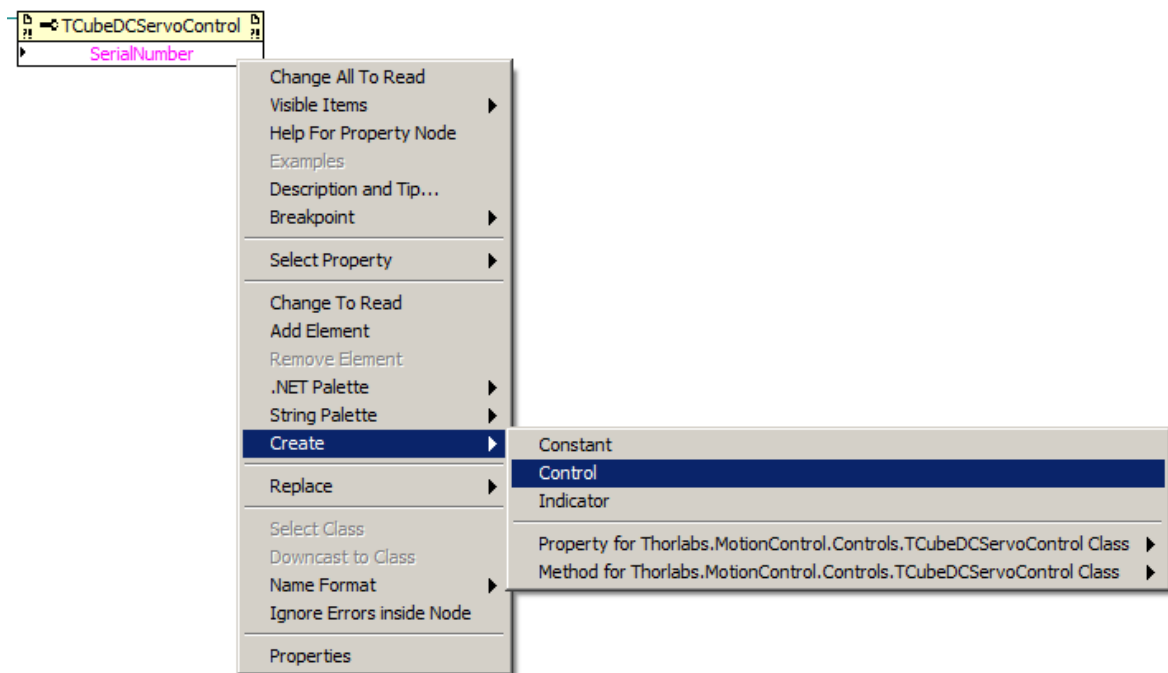 TCubeDCServoControl
SerialNumber
Change All To Read
Visible Items
Help For Property Node
Examples
Description and Tip...
Breakpoint
Select Property
Change To Read
Add Element
Remove Element
.NET Palette
String Palette
Create
Replace
Select Class
Downcast to Class
Name Format
Ignore Errors inside Node
Properties
Constant
Control
Indicator
Property for Thorlabs.MotionControl.Controls.TCubeDCServoControl Class
Method for Thorlabs.MotionControl.Controls.TCubeDCServoControl Class